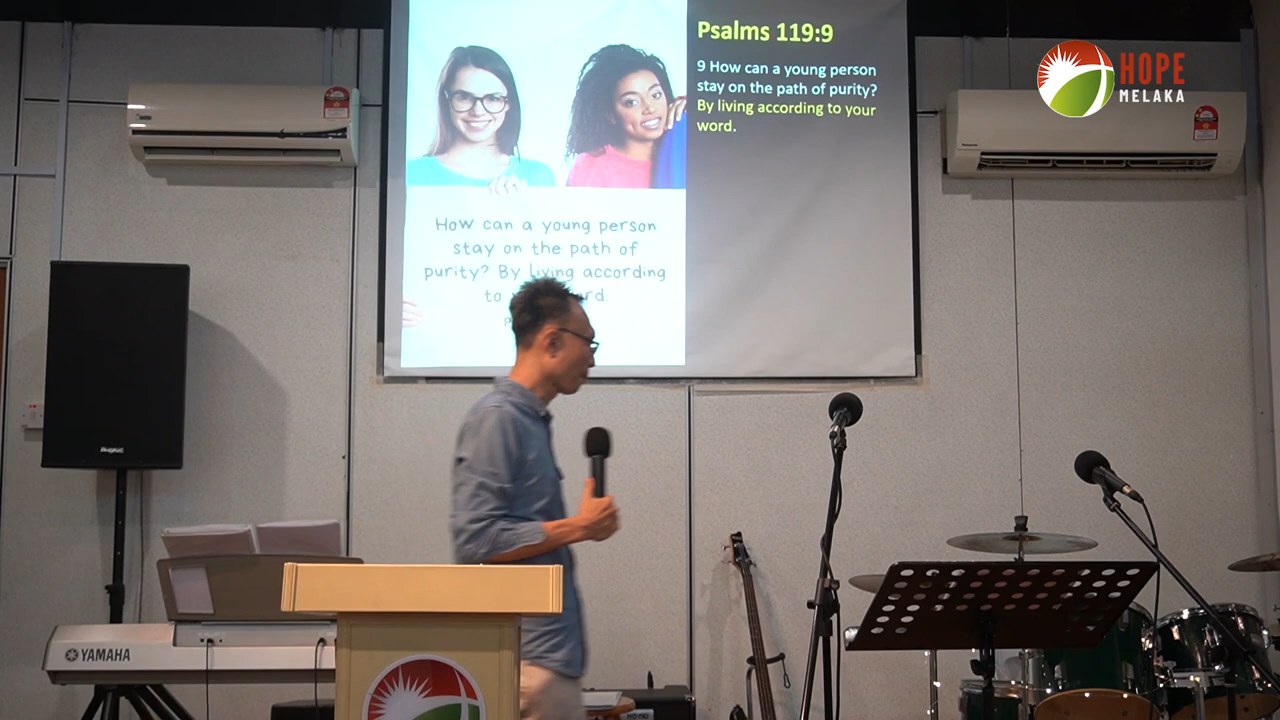 Psalms 119:9
9 How can a young person
stay on the path of purity?
By living according to your
word.
HOPE
MELAKA
How can a young person
stay on the path of
purity? By living according
to
YAMAHA